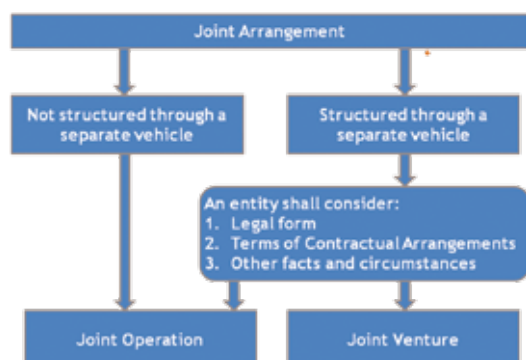 Joint Arrangement
Not structured through a
separate vehicle
Structured through a
separate vehicle
An entity shall consider:
1. Legal form
2. Terms of Contractual Arrangements
3. Other facts and circumstances
Joint Operation
Joint Venture